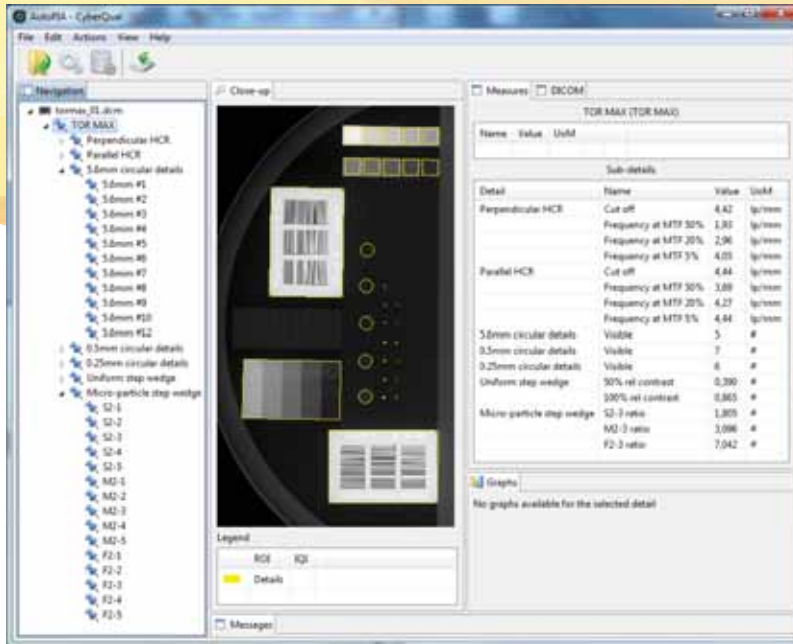 AutoPIA - CyberQual
File Edit Actions View Help
Navigation
tormax_01.dcm
TOR MAX
Perpendicular HCR
Parallel HCR
5.6mm circular details
5.6mm #1
5.6mm #2
5.6mm #3
5.6mm #4
5.6mm #5
5.6mm #6
5.6mm #7
5.6mm #8
5.6mm #9
5.6mm #10
5.6mm #12
0.5mm circular details
0.25mm circular details
Uniform step wedge
Micro-particle step wedge
S2-1
S2-2
S2-3
S2-4
S2-5
M2-1
M2-2
M2-3
M2-4
M2-5
F2-1
F2-2
F2-3
F2-4
F2-5
Close-up
Legend
ROI IQI
Details
Messages
Measures DICOM
TOR MAX (TOR MAX)
Name Value UoM
Sub-details
Detail Name Value UoM
Perpendicular HCR Cut off 4,42 lp/mm
Frequency at MTF 50% 1,93 lp/mm
Frequency at MTF 20% 2,96 lp/mm
Frequency at MTF 5% 4,05 lp/mm
Parallel HCR Cut off 4,44 lp/mm
Frequency at MTF 50% 3,69 lp/mm
Frequency at MTF 20% 4,27 lp/mm
Frequency at MTF 5% 4,44 lp/mm
5.6mm circular details Visible 5 #
0.5mm circular details Visible 7 #
0.25mm circular details Visible 6 #
Uniform step wedge 50% rel contrast 0,390 #
100% rel contrast 0,865 #
Micro-particle step wedge S2-3 ratio 1,805 #
M2-3 ratio 3,096 #
F2-3 ratio 7,042 #
Graphs
No graphs available for the selected detail